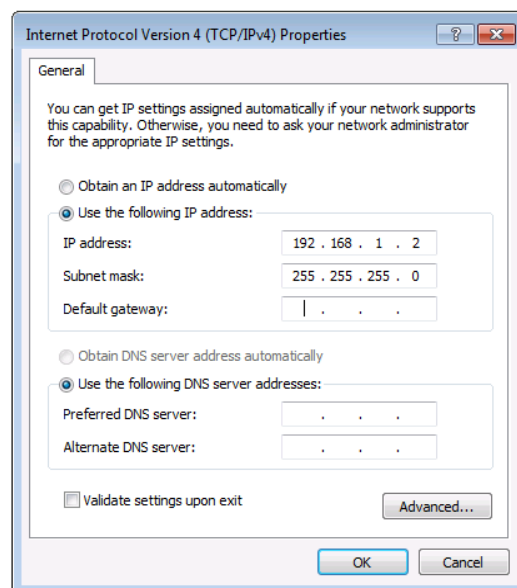 Internet Protocol Version 4 (TCP/IPv4) Properties
General
You can get IP settings assigned automatically if your network supports
this capability. Otherwise, you need to ask your network administrator
for the appropriate IP settings.
Obtain an IP address automatically
Use the following IP address:
IP address: 192 . 168 . 1 . 2
Subnet mask: 255 . 255 . 255 . 0
Default gateway: . . .
Obtain DNS server address automatically
Use the following DNS server addresses:
Preferred DNS server: . . .
Alternate DNS server: . . .
Validate settings upon exit
Advanced...
OK Cancel